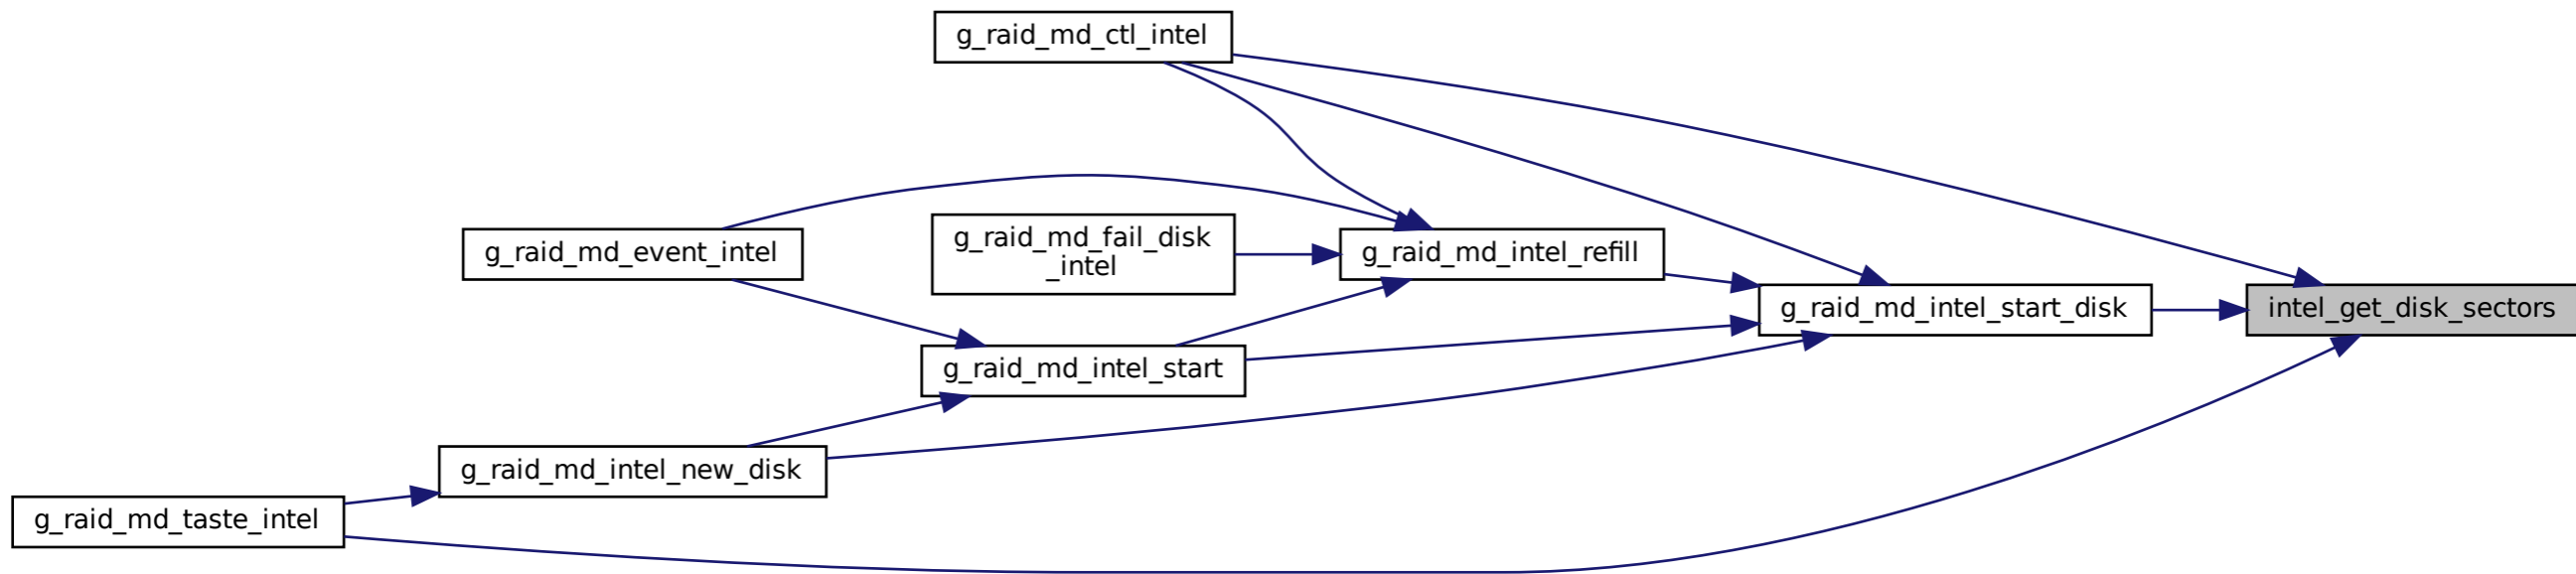 g_raid_md_ctl_intel
g_raid_md_event_intel
g_raid_md_fail_disk
_intel
g_raid_md_intel_refill
g_raid_md_intel_start_disk
intel_get_disk_sectors
g_raid_md_intel_start
g_raid_md_intel_new_disk
g_raid_md_taste_intel